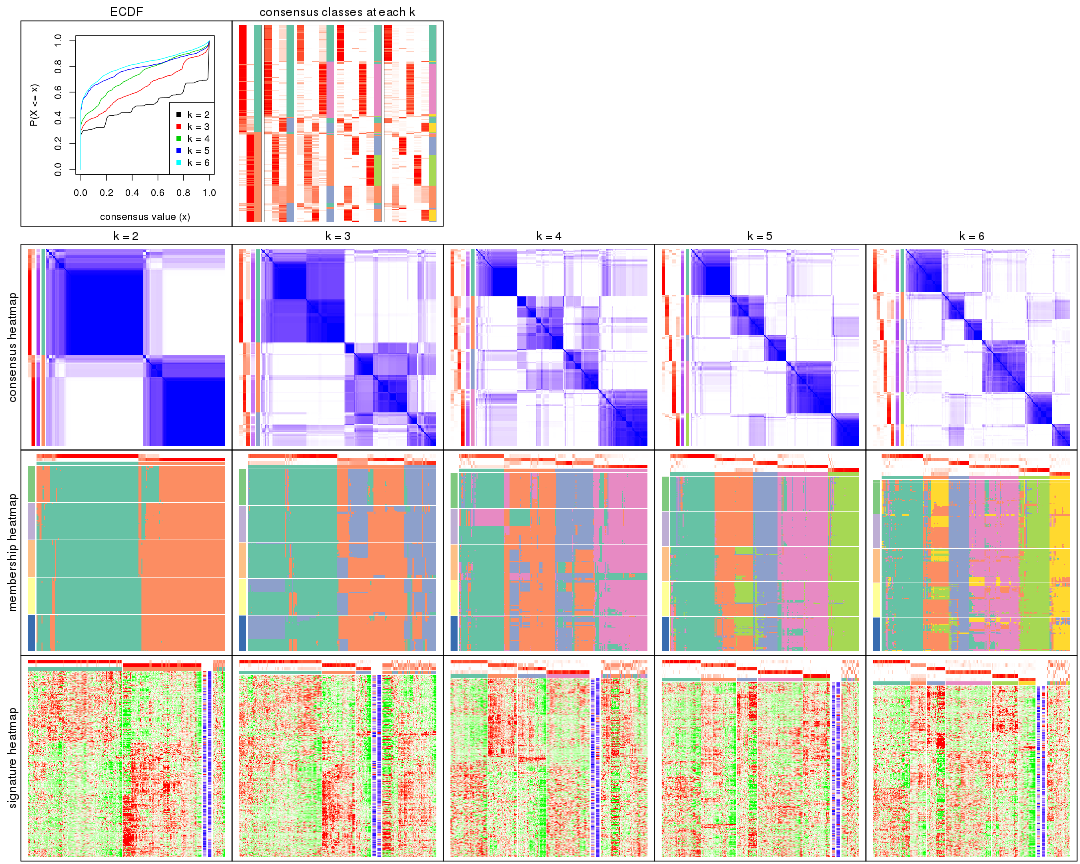 ECDF
consensus classes at each k
P(X <= x)
0.0 0.2 0.4 0.6 0.8 1.0
k = 2
k = 3
k = 4
k = 5
k = 6
0.0 0.2 0.4 0.6 0.8 1.0
consensus value (x)
k = 2
k = 3
k = 4
k = 5
k = 6
consensus heatmap
membership heatmap
signature heatmap